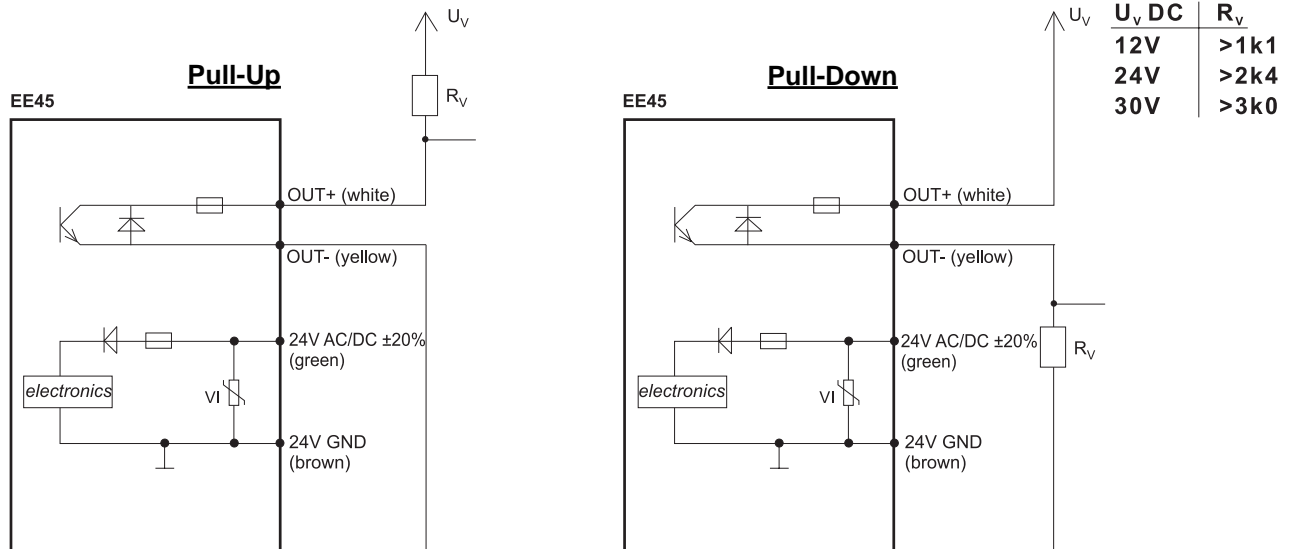 Pull-Up
EE45
U_V
R_V
OUT+ (white)
OUT- (yellow)
24V AC/DC ±20%
(green)
electronics
VI
24V GND
(brown)
Pull-Down
EE45
U_V
OUT+ (white)
OUT- (yellow)
24V AC/DC ±20%
(green)
R_V
electronics
VI
24V GND
(brown)
U_v DC R_v
12V >1k1
24V >2k4
30V >3k0